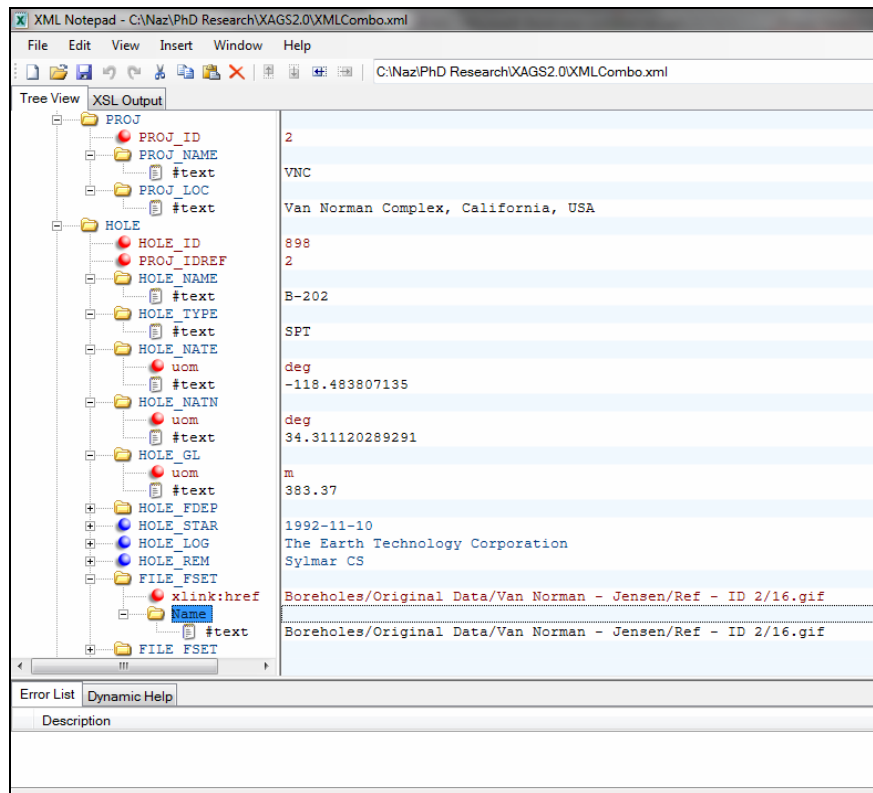 XML Notepad - C:\Naz\PhD Research\XAGS2.0\XMLCombo.xml
File Edit View Insert Window Help
C:\Naz\PhD Research\XAGS2.0\XMLCombo.xml
Tree View XSL Output
PROJ
PROJ_ID 2
PROJ_NAME
#text VNC
PROJ_LOC
#text Van Norman Complex, California, USA
HOLE
HOLE_ID 898
PROJ_IDREF 2
HOLE_NAME
#text B-202
HOLE_TYPE
#text SPT
HOLE_NATE
uom deg
#text -118.483807135
HOLE_NATN
uom deg
#text 34.311120289291
HOLE_GL
uom m
#text 383.37
HOLE_FDEP
HOLE_STAR 1992-11-10
HOLE_LOG The Earth Technology Corporation
HOLE_REM Sylmar CS
FILE_FSET
xlink:href Boreholes/Original Data/Van Norman - Jensen/Ref - ID 2/16.gif
Name
#text Boreholes/Original Data/Van Norman - Jensen/Ref - ID 2/16.gif
FILE_FSET
Error List Dynamic Help
Description